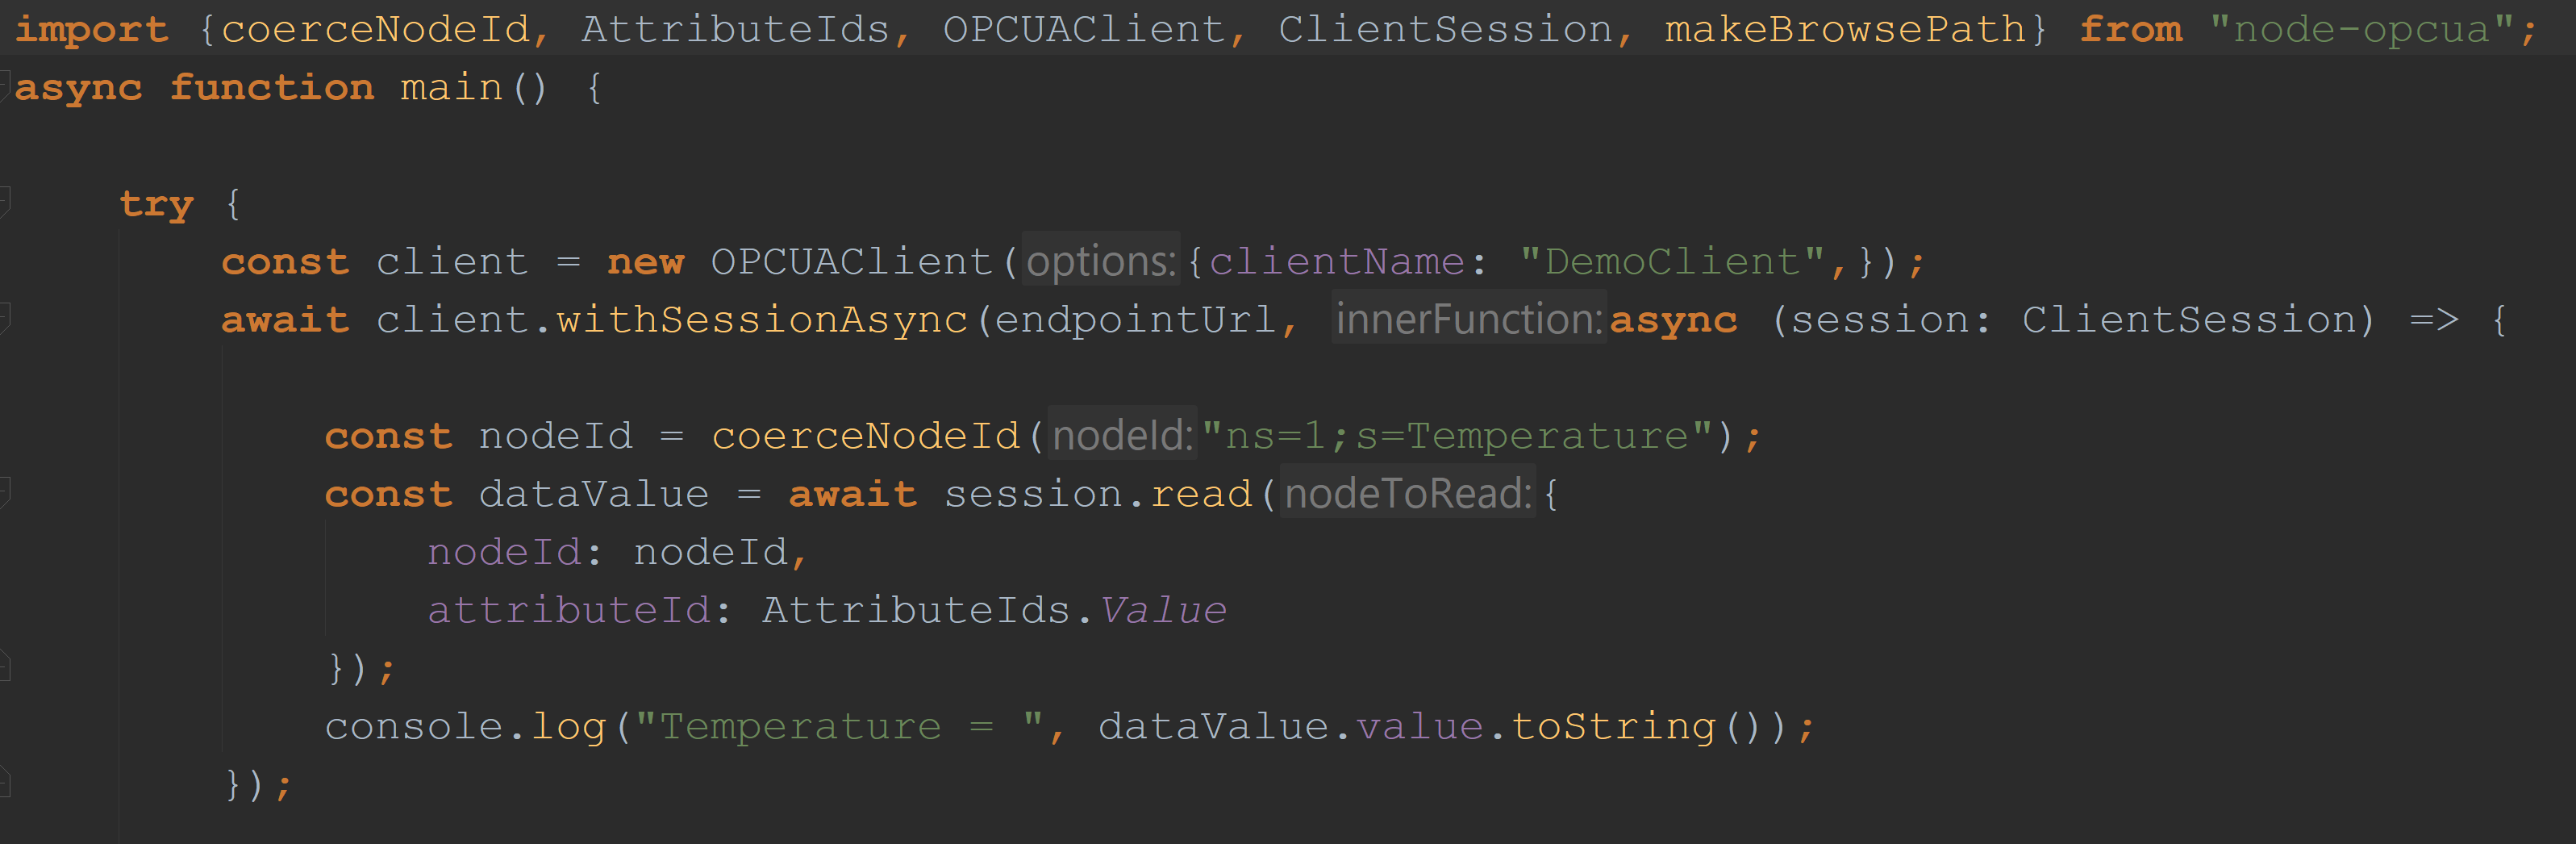 import {coerceNodeId, AttributeIds, OPCUAClient, ClientSession, makeBrowsePath} from "node-opcua";
async function main() {
try {
const client = new OPCUAClient( options: {clientName: "DemoClient",});
await client.withSessionAsync(endpointUrl, innerFunction: async (session: ClientSession) => {
const nodeId = coerceNodeId( nodeId: "ns=1;s=Temperature");
const dataValue = await session.read( nodeToRead: {
nodeId: nodeId,
attributeId: AttributeIds.Value
});
console.log("Temperature = ", dataValue.value.toString());
});